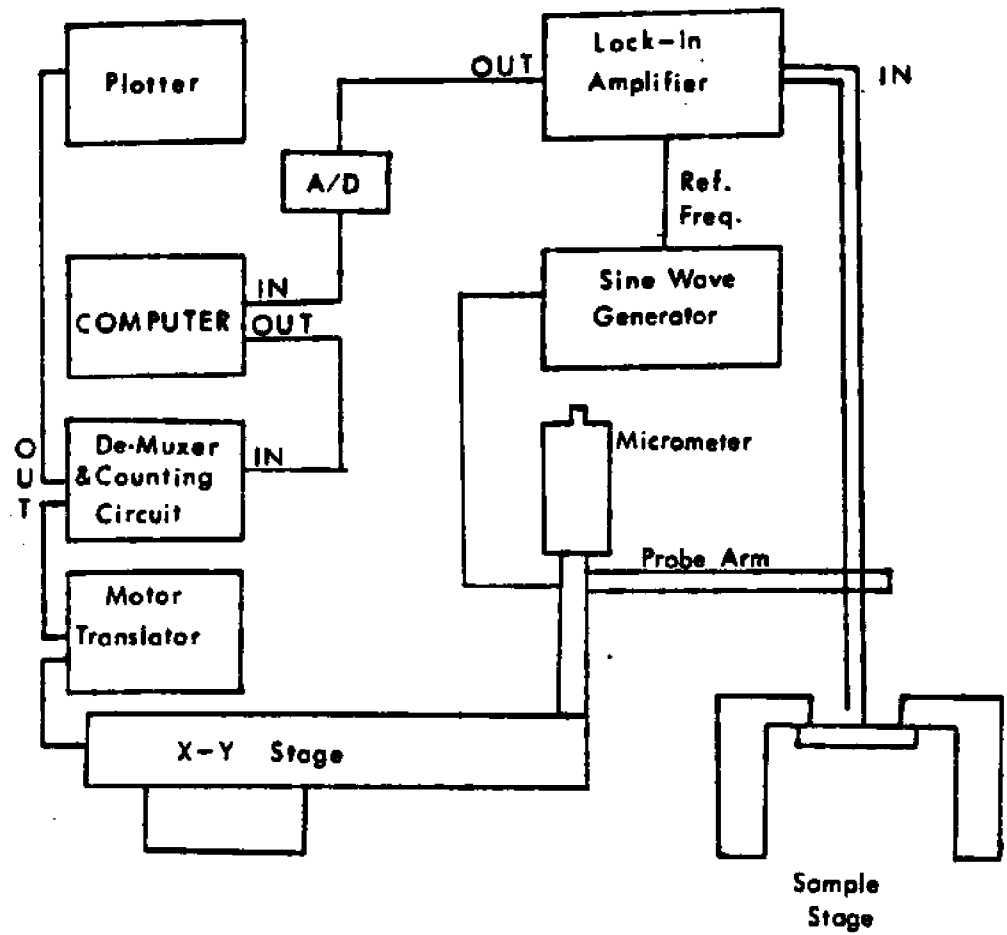 Plotter
OUT
Lock-In
Amplifier
IN
A/D
Ref.
Freq.
COMPUTER
IN
OUT
Sine Wave
Generator
OUT
De-Muxer
& Counting
Circuit
IN
Micrometer
Probe Arm
Motor
Translator
X-Y Stage
Sample
Stage